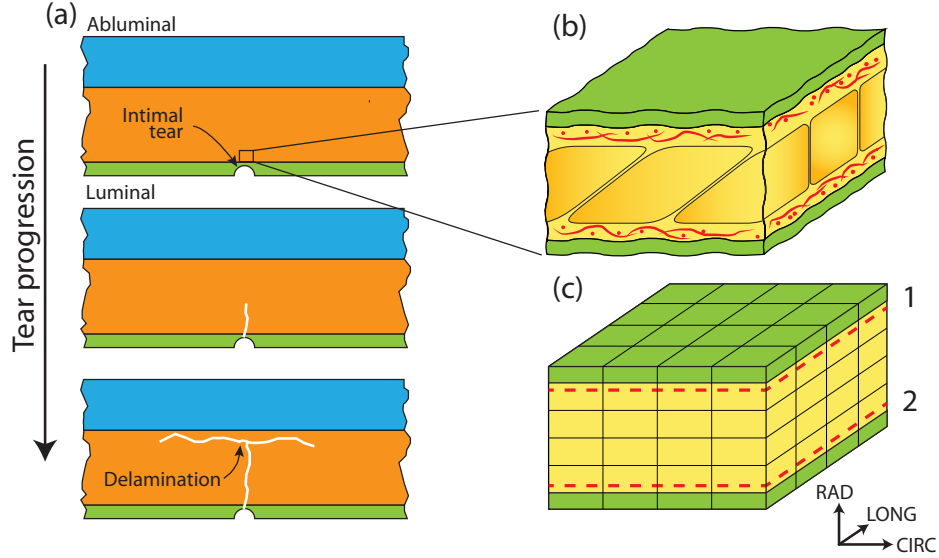 (a)
Abluminal
Intimal
tear
Luminal
Delamination
Tear progression
(b)
(c)
1
2
RAD
LONG
CIRC